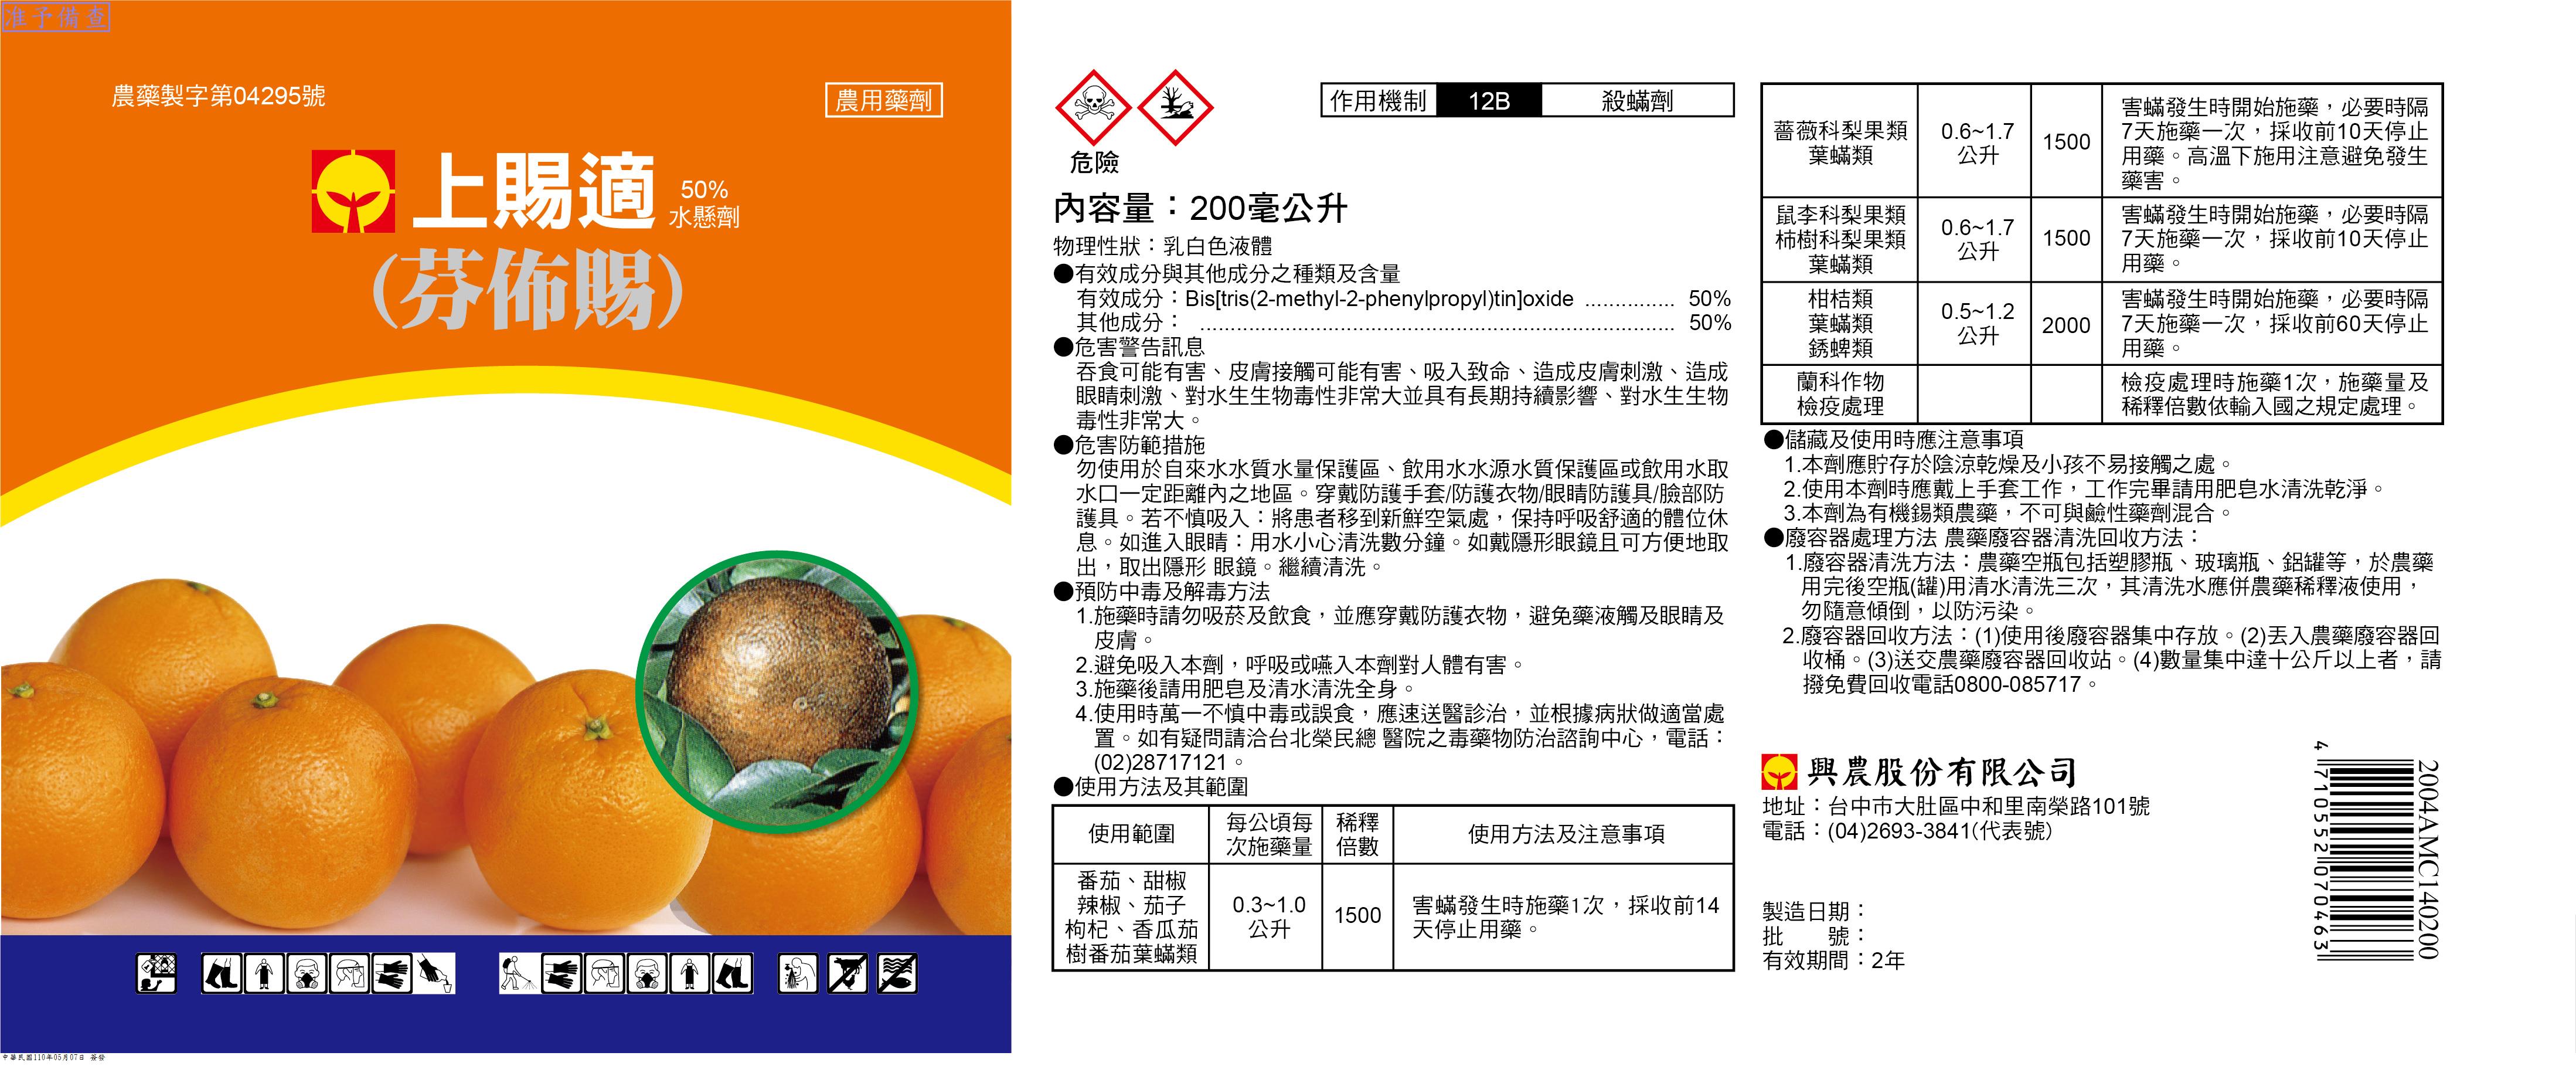 准予備查
農藥製字第04295號
農用藥劑
上賜適
50%
水懸劑
(芬佈賜)
中華民國110年05月07日 簽發
危險
作用機制 12B 殺蟎劑
內容量：200毫公升
物理性狀：乳白色液體
●有效成分與其他成分之種類及含量
有效成分：Bis[tris(2-methyl-2-phenylpropyl)tin]oxide ............... 50%
其他成分： ............................................................................... 50%
●危害警告訊息
吞食可能有害、皮膚接觸可能有害、吸入致命、造成皮膚刺激、造成
眼睛刺激、對水生生物毒性非常大並具有長期持續影響、對水生生物
毒性非常大。
●危害防範措施
勿使用於自來水水質水量保護區、飲用水水源水質保護區或飲用水取
水口一定距離內之地區。穿戴防護手套/防護衣物/眼睛防護具/臉部防
護具。若不慎吸入：將患者移到新鮮空氣處，保持呼吸舒適的體位休
息。如進入眼睛：用水小心清洗數分鐘。如戴隱形眼鏡且可方便地取
出，取出隱形 眼鏡。繼續清洗。
●預防中毒及解毒方法
1.施藥時請勿吸菸及飲食，並應穿戴防護衣物，避免藥液觸及眼睛及
皮膚。
2.避免吸入本劑，呼吸或嚥入本劑對人體有害。
3.施藥後請用肥皂及清水清洗全身。
4.使用時萬一不慎中毒或誤食，應速送醫診治，並根據病狀做適當處
置。如有疑問請洽台北榮民總 醫院之毒藥物防治諮詢中心，電話：
(02)28717121。
●使用方法及其範圍
使用範圍
每公頃每
次施藥量
稀釋
倍數
使用方法及注意事項
番茄、甜椒
辣椒、茄子
枸杞、香瓜茄
樹番茄葉蟎類
0.3~1.0
公升
1500
害蟎發生時施藥1次，採收前14
天停止用藥。
薔薇科梨果類
葉蟎類
0.6~1.7
公升
1500
害蟎發生時開始施藥，必要時隔
7天施藥一次，採收前10天停止
用藥。高溫下施用注意避免發生
藥害。
鼠李科梨果類
柿樹科梨果類
葉蟎類
0.6~1.7
公升
1500
害蟎發生時開始施藥，必要時隔
7天施藥一次，採收前10天停止
用藥。
柑桔類
葉蟎類
銹蜱類
0.5~1.2
公升
2000
害蟎發生時開始施藥，必要時隔
7天施藥一次，採收前60天停止
用藥。
蘭科作物
檢疫處理
檢疫處理時施藥1次，施藥量及
稀釋倍數依輸入國之規定處理。
●儲藏及使用時應注意事項
1.本劑應貯存於陰涼乾燥及小孩不易接觸之處。
2.使用本劑時應戴上手套工作，工作完畢請用肥皂水清洗乾淨。
3.本劑為有機錫類農藥，不可與鹼性藥劑混合。
●廢容器處理方法 農藥廢容器清洗回收方法：
1.廢容器清洗方法：農藥空瓶包括塑膠瓶、玻璃瓶、鋁罐等，於農藥
用完後空瓶(罐)用清水清洗三次，其清洗水應併農藥稀釋液使用，
勿隨意傾倒，以防污染。
2.廢容器回收方法：(1)使用後廢容器集中存放。(2)丟入農藥廢容器回
收桶。(3)送交農藥廢容器回收站。(4)數量集中達十公斤以上者，請
撥免費回收電話0800-085717。
興農股份有限公司
地址：台中市大肚區中和里南榮路101號
電話：(04)2693-3841(代表號)
製造日期：
批　　號：
有效期間：2年
4710552070463
2004AMC140200